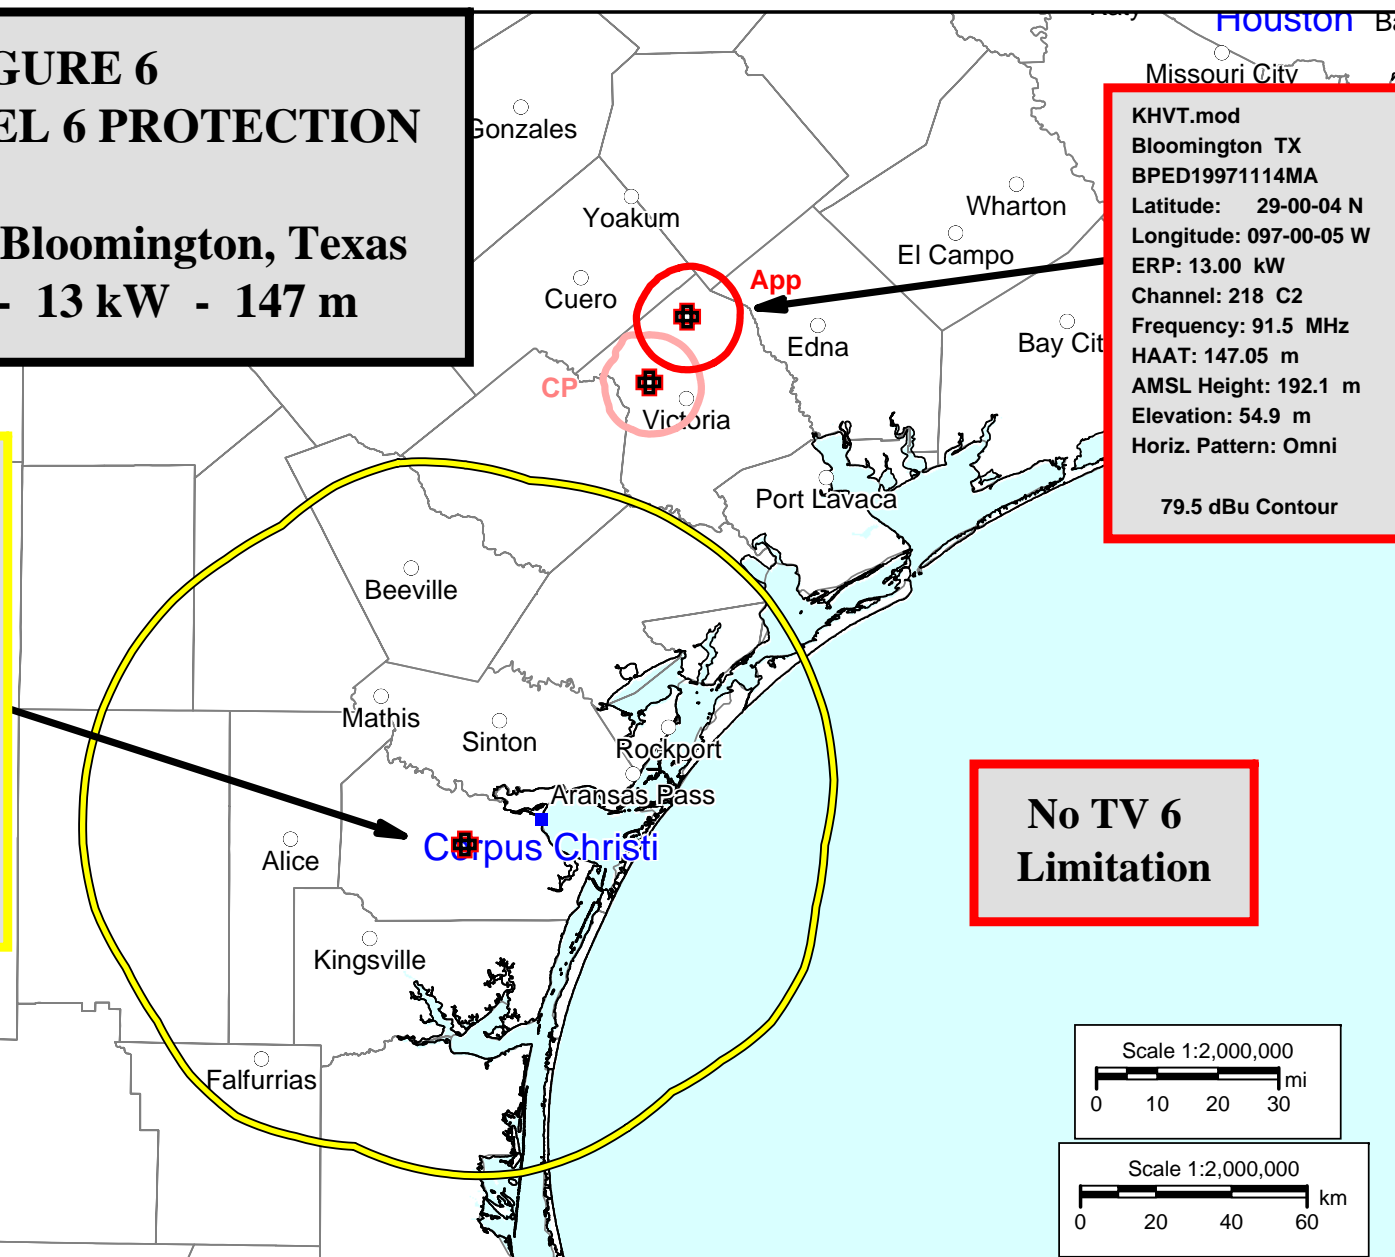 GURE 6
EL 6 PROTECTION
Bloomington, Texas
- 13 kW - 147 m
Houston
Missouri City
Gonzales
KHVT.mod
Bloomington TX
BPED19971114MA
Latitude: 29-00-04 N
Longitude: 097-00-05 W
ERP: 13.00 kW
Channel: 218 C2
Frequency: 91.5 MHz
HAAT: 147.05 m
AMSL Height: 192.1 m
Elevation: 54.9 m
Horiz. Pattern: Omni
79.5 dBu Contour
Yoakum
Wharton
El Campo
Cuero
App
Edna
Bay Cit
CP
Victoria
Port Lavaca
Beeville
Mathis
Sinton
Rockport
Aransas Pass
Corpus Christi
Alice
No TV 6
Limitation
Kingsville
Falfurrias
Scale 1:2,000,000
mi
0 10 20 30
Scale 1:2,000,000
km
0 20 40 60